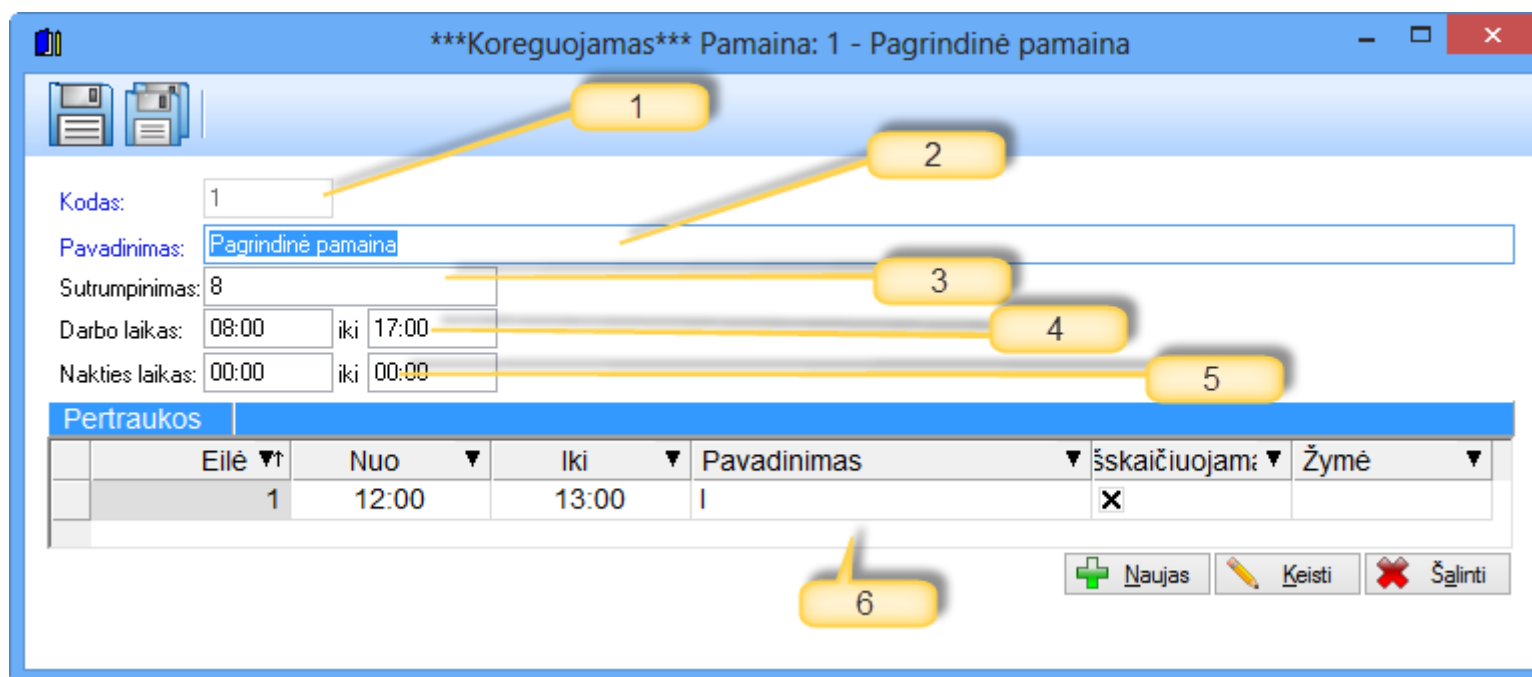 ***Koreguojamas*** Pamaina: 1 - Pagrindinė pamaina
1
2
Kodas: 1
Pavadinimas: Pagrindinė pamaina
Sutrumpinimas: 8
3
Darbo laikas: 08:00 iki 17:00
4
Nakties laikas: 00:00 iki 00:00
5
Pertraukos
Eilė Nuo Iki Pavadinimas šskaičiuojama Žymė
1 12:00 13:00 I
Naujas Keisti Šalinti
6